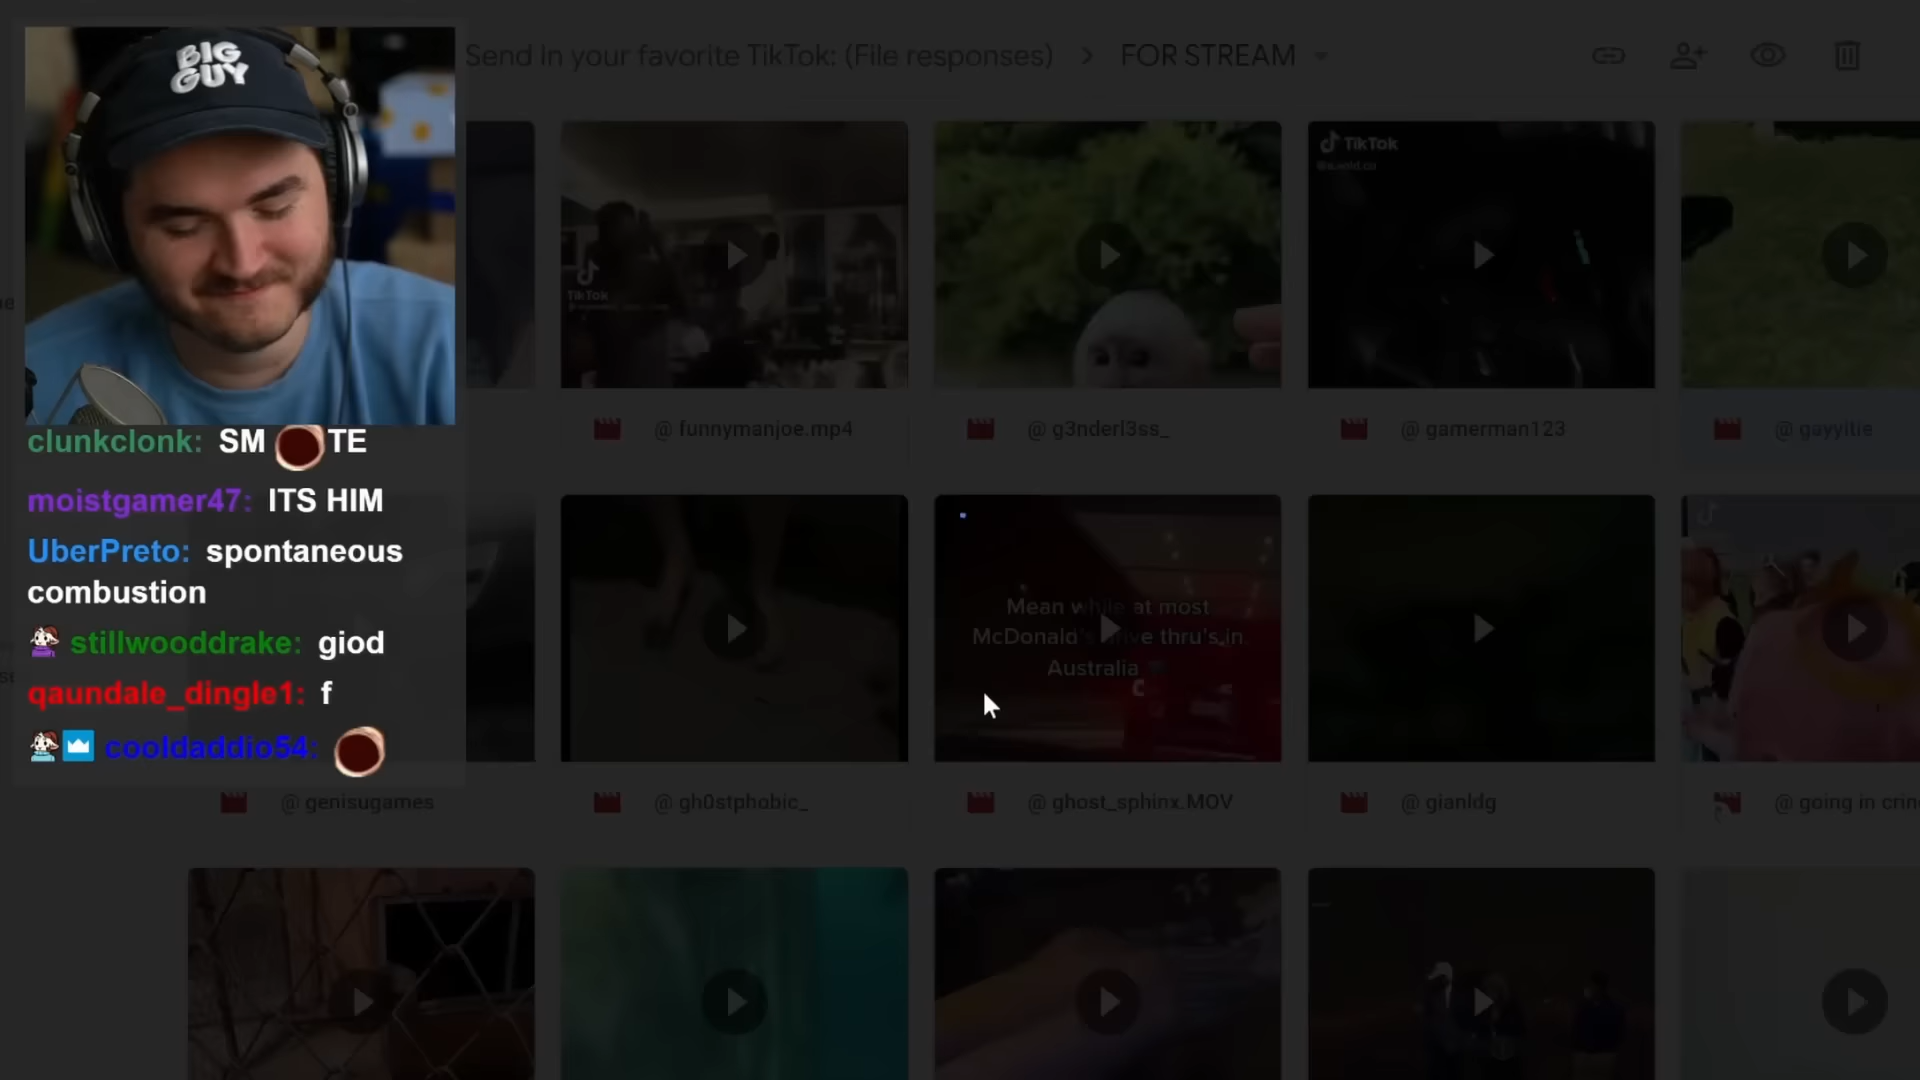 BIG
GUY
Send in your favorite TikTok: (File responses) > FOR STREAM
TikTok
TikTok
@ funnymanjoe.mp4
@ g3nderl3ss_
@ gamerman123
@ gayyitie
clunkclonk: SM TE
moistgamer47: ITS HIM
UberPreto: spontaneous
combustion
stillwooddrake: giod
qaundale_dingle1: f
cooldaddio54:
Mean while at most
McDonald's drive thru's in
Australia
@ genisugames
@ gh0stphobic_
@ ghost_sphinx.MOV
@ gianldg
@ going in crin